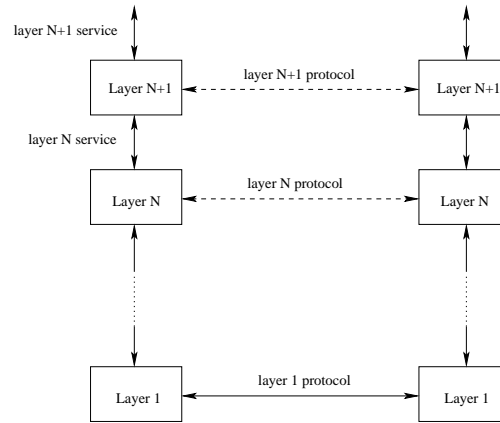 layer N+1 service
Layer N+1
layer N+1 protocol
Layer N+1
layer N service
Layer N
layer N protocol
Layer N
Layer 1
layer 1 protocol
Layer 1